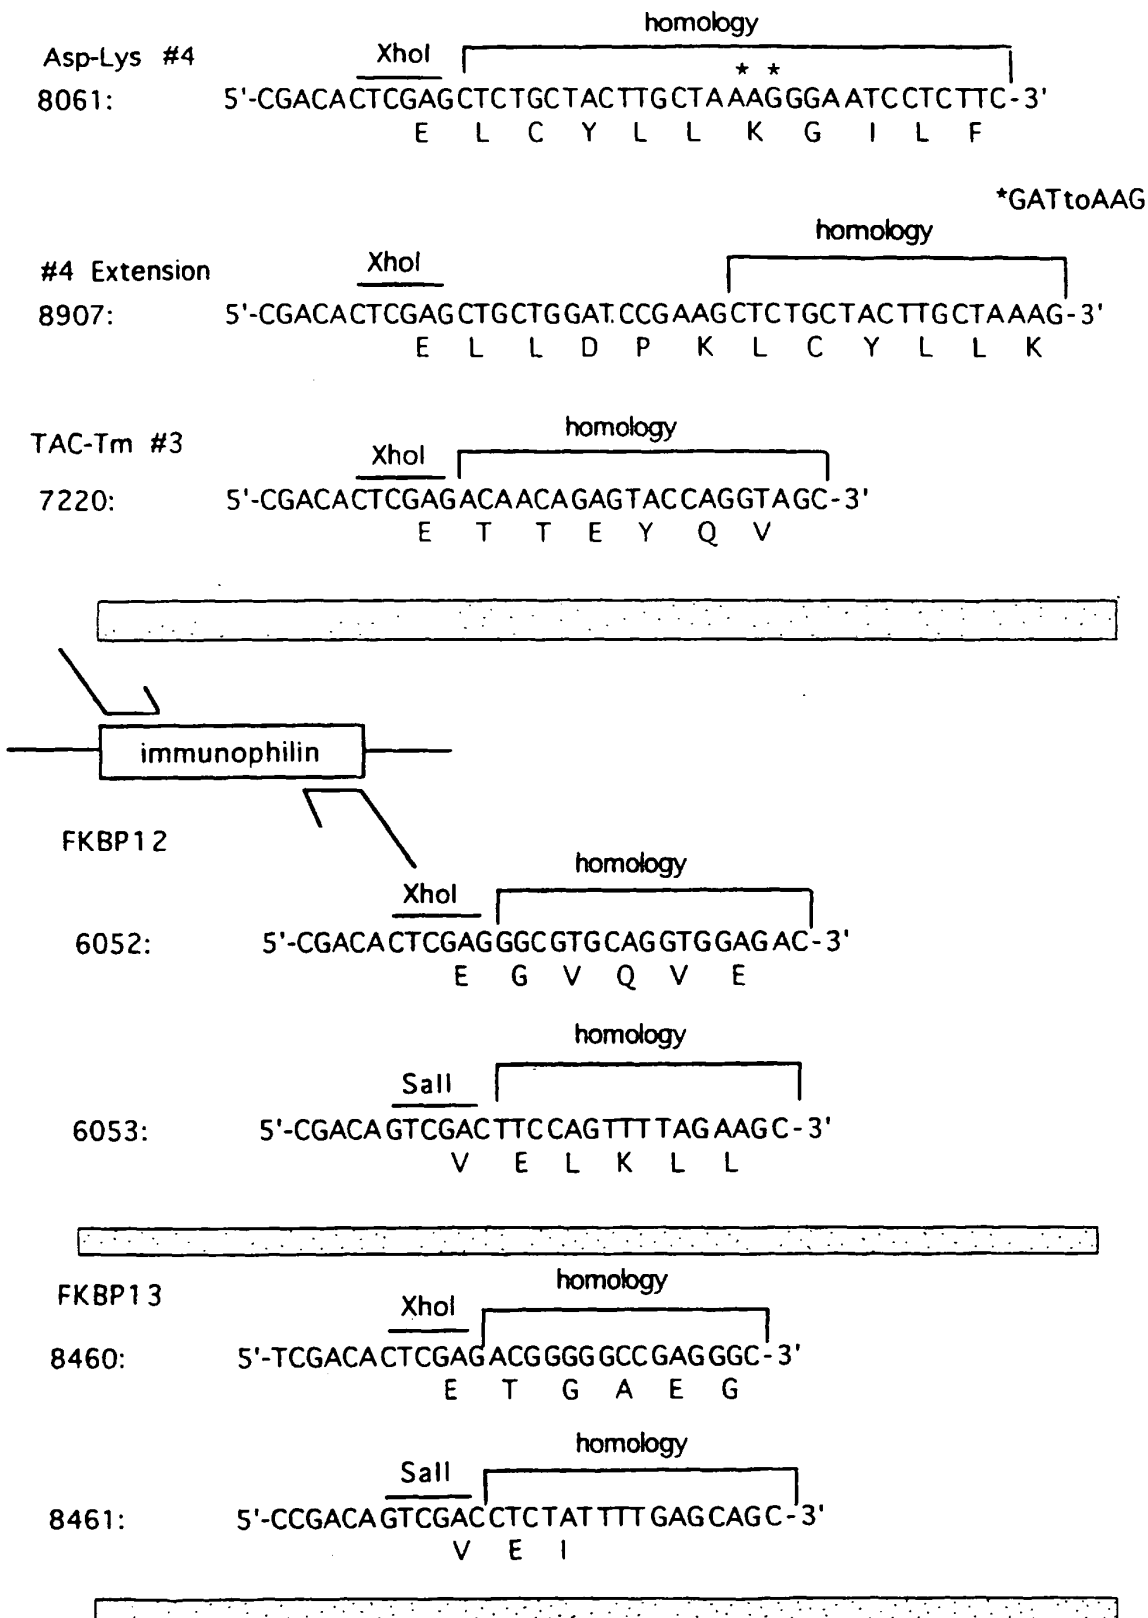 homology
Asp-Lys #4 XhoI * *
8061: 5'-CGACACTCGAGCTCTGCTACTTGCTAAAGGGAATCCTCTTC-3'
E L C Y L L K G I L F
*GATtoAAG
homology
#4 Extension XhoI
8907: 5'-CGACACTCGAGCTGCTGGAT.CCGAAGCTCTGCTACTTGCTAAAG-3'
E L L D P K L C Y L L K
TAC-Tm #3 XhoI homology
7220: 5'-CGACACTCGAGACAACAGAGTACCAGGTAGC-3'
E T T E Y Q V
immunophilin
FKBP12
XhoI homology
6052: 5'-CGACACTCGAGGGCGTGCAGGTGGAGAC-3'
E G V Q V E
homology
SalI
6053: 5'-CGACAGTCGACTTCCAGTTTTAGAAGC-3'
V E L K L L
FKBP13 homology
XhoI
8460: 5'-TCGACACTCGAGACGGGGGCCGAGGGC-3'
E T G A E G
homology
SalI
8461: 5'-CCGACAGTCGACCTCTATTTTGAGCAGC-3'
V E I